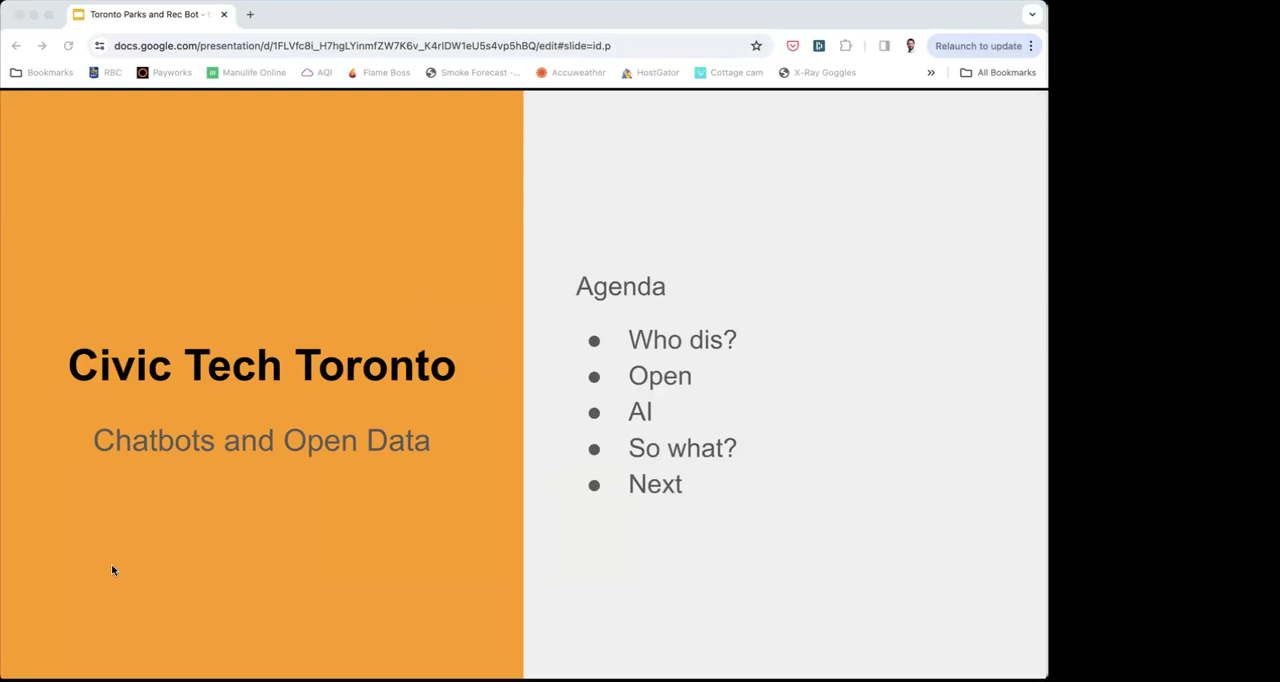 Toronto Parks and Rec Bot -
docs.google.com/presentation/d/1FLVfc8i_H7hgLYinmfZW7K6v_K4rIDW1eU5s4vp5hBQ/edit#slide=id.p
Relaunch to update
Bookmarks RBC Payworks Manulife Online AQI Flame Boss Smoke Forecast -... Accuweather HostGator Cottage cam X-Ray Goggles » All Bookmarks
Civic Tech Toronto
Chatbots and Open Data
Agenda
● Who dis?
● Open
● AI
● So what?
● Next